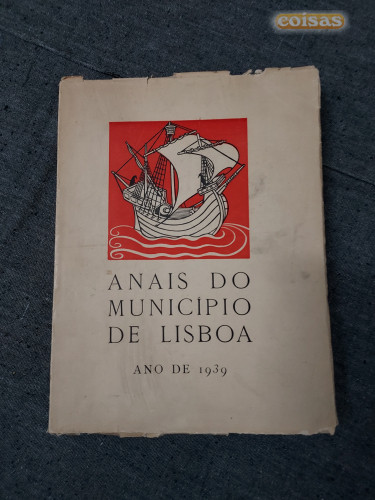 coisas
ANAIS DO
MUNICÍPIO
DE LISBOA
ANO DE 1939